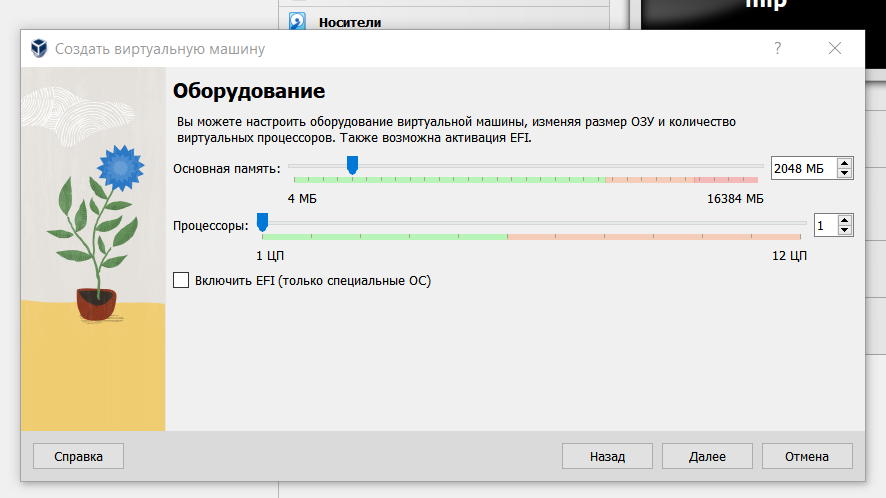 Носители
Создать виртуальную машину
?
Оборудование
Вы можете настроить оборудование виртуальной машины, изменяя размер ОЗУ и количество
виртуальных процессоров. Также возможна активация EFI.
Основная память:
2048 МБ
4 МБ
16384 МБ
Процессоры:
1
1 ЦП
12 ЦП
Включить EFI (только специальные ОС)
Справка
Назад
Далее
Отмена